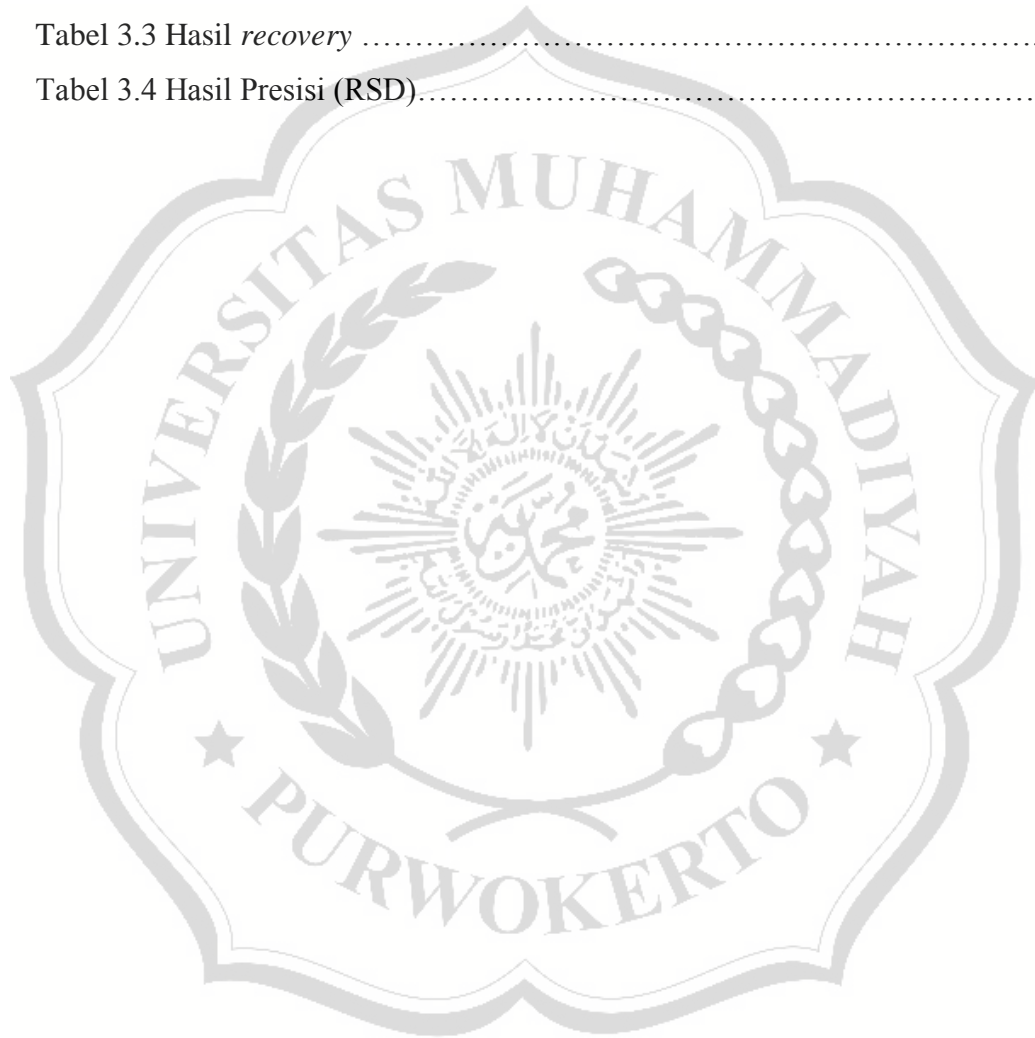 Tabel 3.3 Hasil recovery ……………………………………………………………
Tabel 3.4 Hasil Presisi (RSD)………………………………………………………
UNIVERSITAS MUHAMMADIYAH
PURWOKERTO